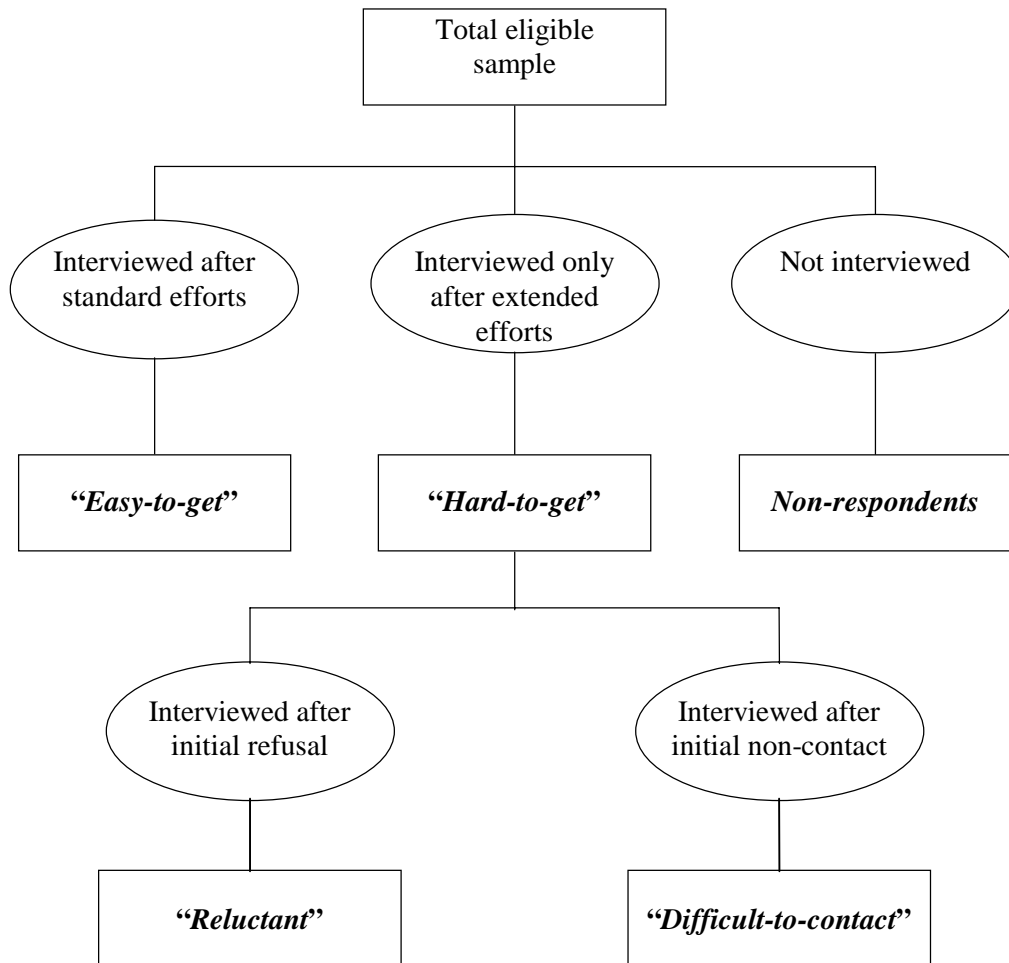 Total eligible
sample
Interviewed after
standard efforts
Interviewed only
after extended
efforts
Not interviewed
“Easy-to-get”
“Hard-to-get”
Non-respondents
Interviewed after
initial refusal
Interviewed after
initial non-contact
“Reluctant”
“Difficult-to-contact”